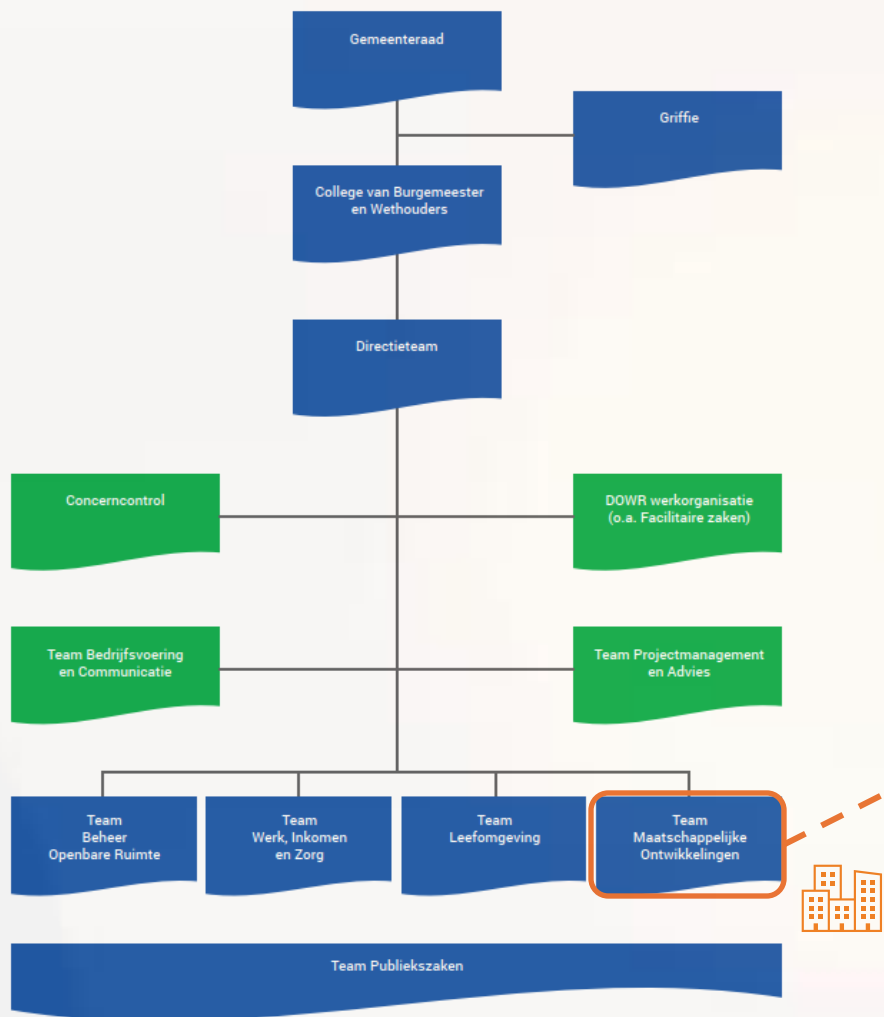 Gemeenteraad
Griffie
College van Burgemeester
en Wethouders
Directieteam
Concerncontrol
DOWR werkorganisatie
(o.a. Facilitaire zaken)
Team Bedrijfsvoering
en Communicatie
Team Projectmanagement
en Advies
Team
Beheer
Openbare Ruimte
Team
Werk, Inkomen
en Zorg
Team
Leefomgeving
Team
Maatschappelijke
Ontwikkelingen
Team Publiekszaken